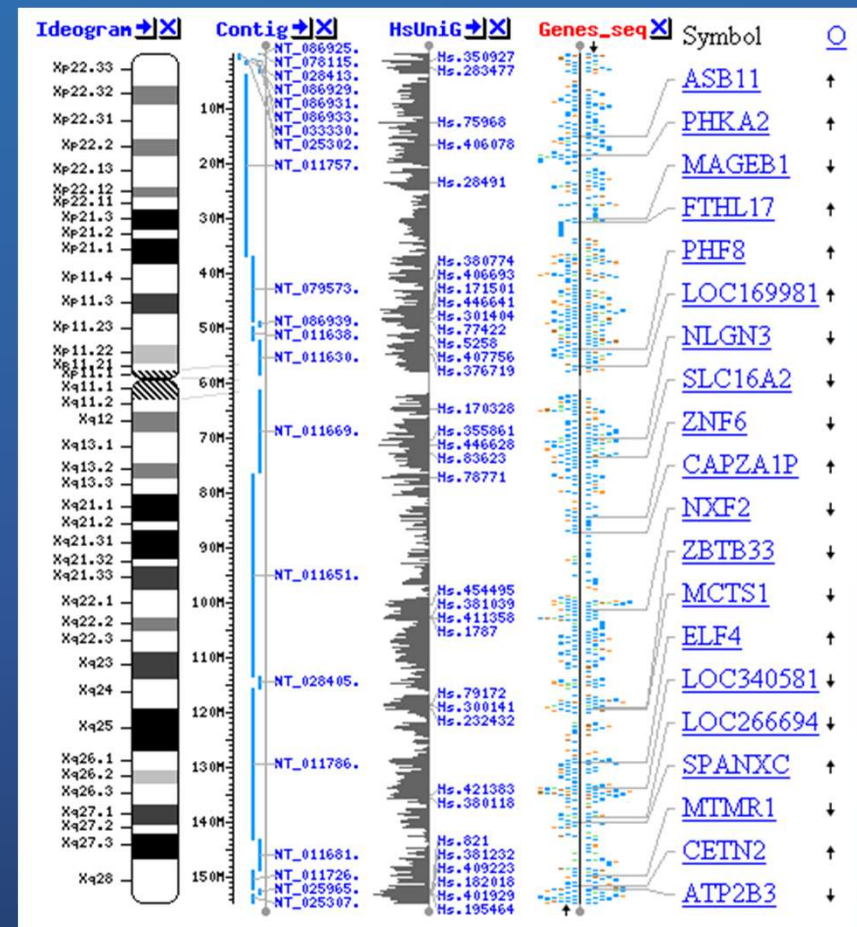 Ideogram
Xp22.33
Xp22.32
Xp22.31
Xp22.2
Xp22.13
Xp22.12
Xp22.11
Xp21.3
Xp21.2
Xp21.1
Xp11.4
Xp11.3
Xp11.23
Xp11.22
Xp11.21
Xp11.1
Xq11.1
Xq11.2
Xq12
Xq13.1
Xq13.2
Xq13.3
Xq21.1
Xq21.2
Xq21.31
Xq21.32
Xq21.33
Xq22.1
Xq22.2
Xq22.3
Xq23
Xq24
Xq25
Xq26.1
Xq26.2
Xq26.3
Xq27.1
Xq27.2
Xq27.3
Xq28
Contig
10M
20M
30M
40M
50M
60M
70M
80M
90M
100M
110M
120M
130M
140M
150M
NT_086925.
NT_078115.
NT_028413.
NT_086929.
NT_086931.
NT_086933.
NT_033330.
NT_025302.
NT_011757.
NT_079573.
NT_086939.
NT_011638.
NT_011630.
NT_011669.
NT_011651.
NT_028405.
NT_011786.
NT_011681.
NT_011726.
NT_025965.
NT_025307.
HsUniG
Hs.350927
Hs.283477
Hs.75968
Hs.406078
Hs.28491
Hs.380774
Hs.406693
Hs.171501
Hs.446641
Hs.301404
Hs.77422
Hs.5258
Hs.407756
Hs.376719
Hs.170328
Hs.355861
Hs.446628
Hs.83623
Hs.78771
Hs.454495
Hs.381039
Hs.411358
Hs.1787
Hs.79172
Hs.300141
Hs.232432
Hs.421383
Hs.380118
Hs.821
Hs.381232
Hs.409223
Hs.182018
Hs.401929
Hs.195464
Genes_seq
Symbol O
ASB11
PHKA2
MAGEB1
FTHL17
PHF8
LOC169981
NLGN3
SLC16A2
ZNF6
CAPZA1P
NXF2
ZBTB33
MCTS1
ELF4
LOC340581
LOC266694
SPANXC
MTMR1
CETN2
ATP2B3